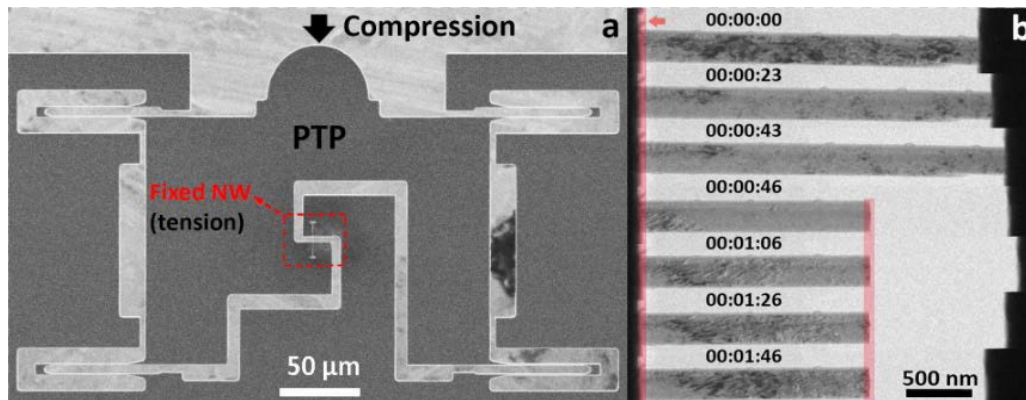 a
Compression
PTP
Fixed NW
(tension)
50 µm
b
00:00:00
00:00:23
00:00:43
00:00:46
00:01:06
00:01:26
00:01:46
500 nm